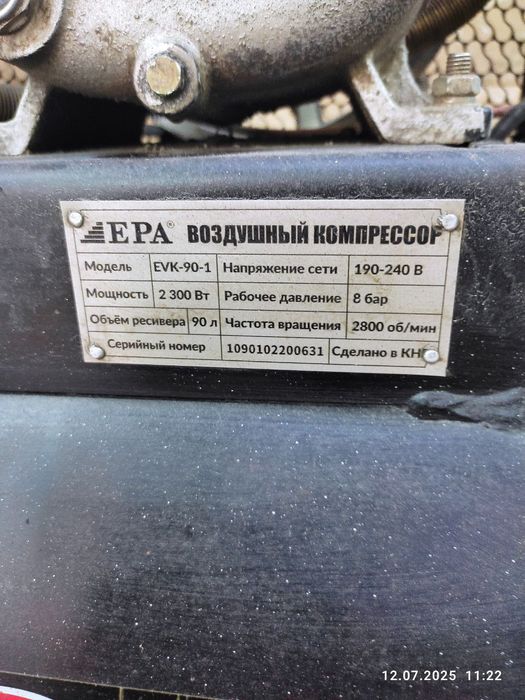 EPA® ВОЗДУШНЫЙ КОМПРЕССОР
Модель EVK-90-1 Напряжение сети 190-240 В
Мощность 2 300 Вт Рабочее давление 8 бар
Объём ресивера 90 л Частота вращения 2800 об/мин
Серийный номер 1090102200631 Сделано в КНР
12.07.2025 11:22